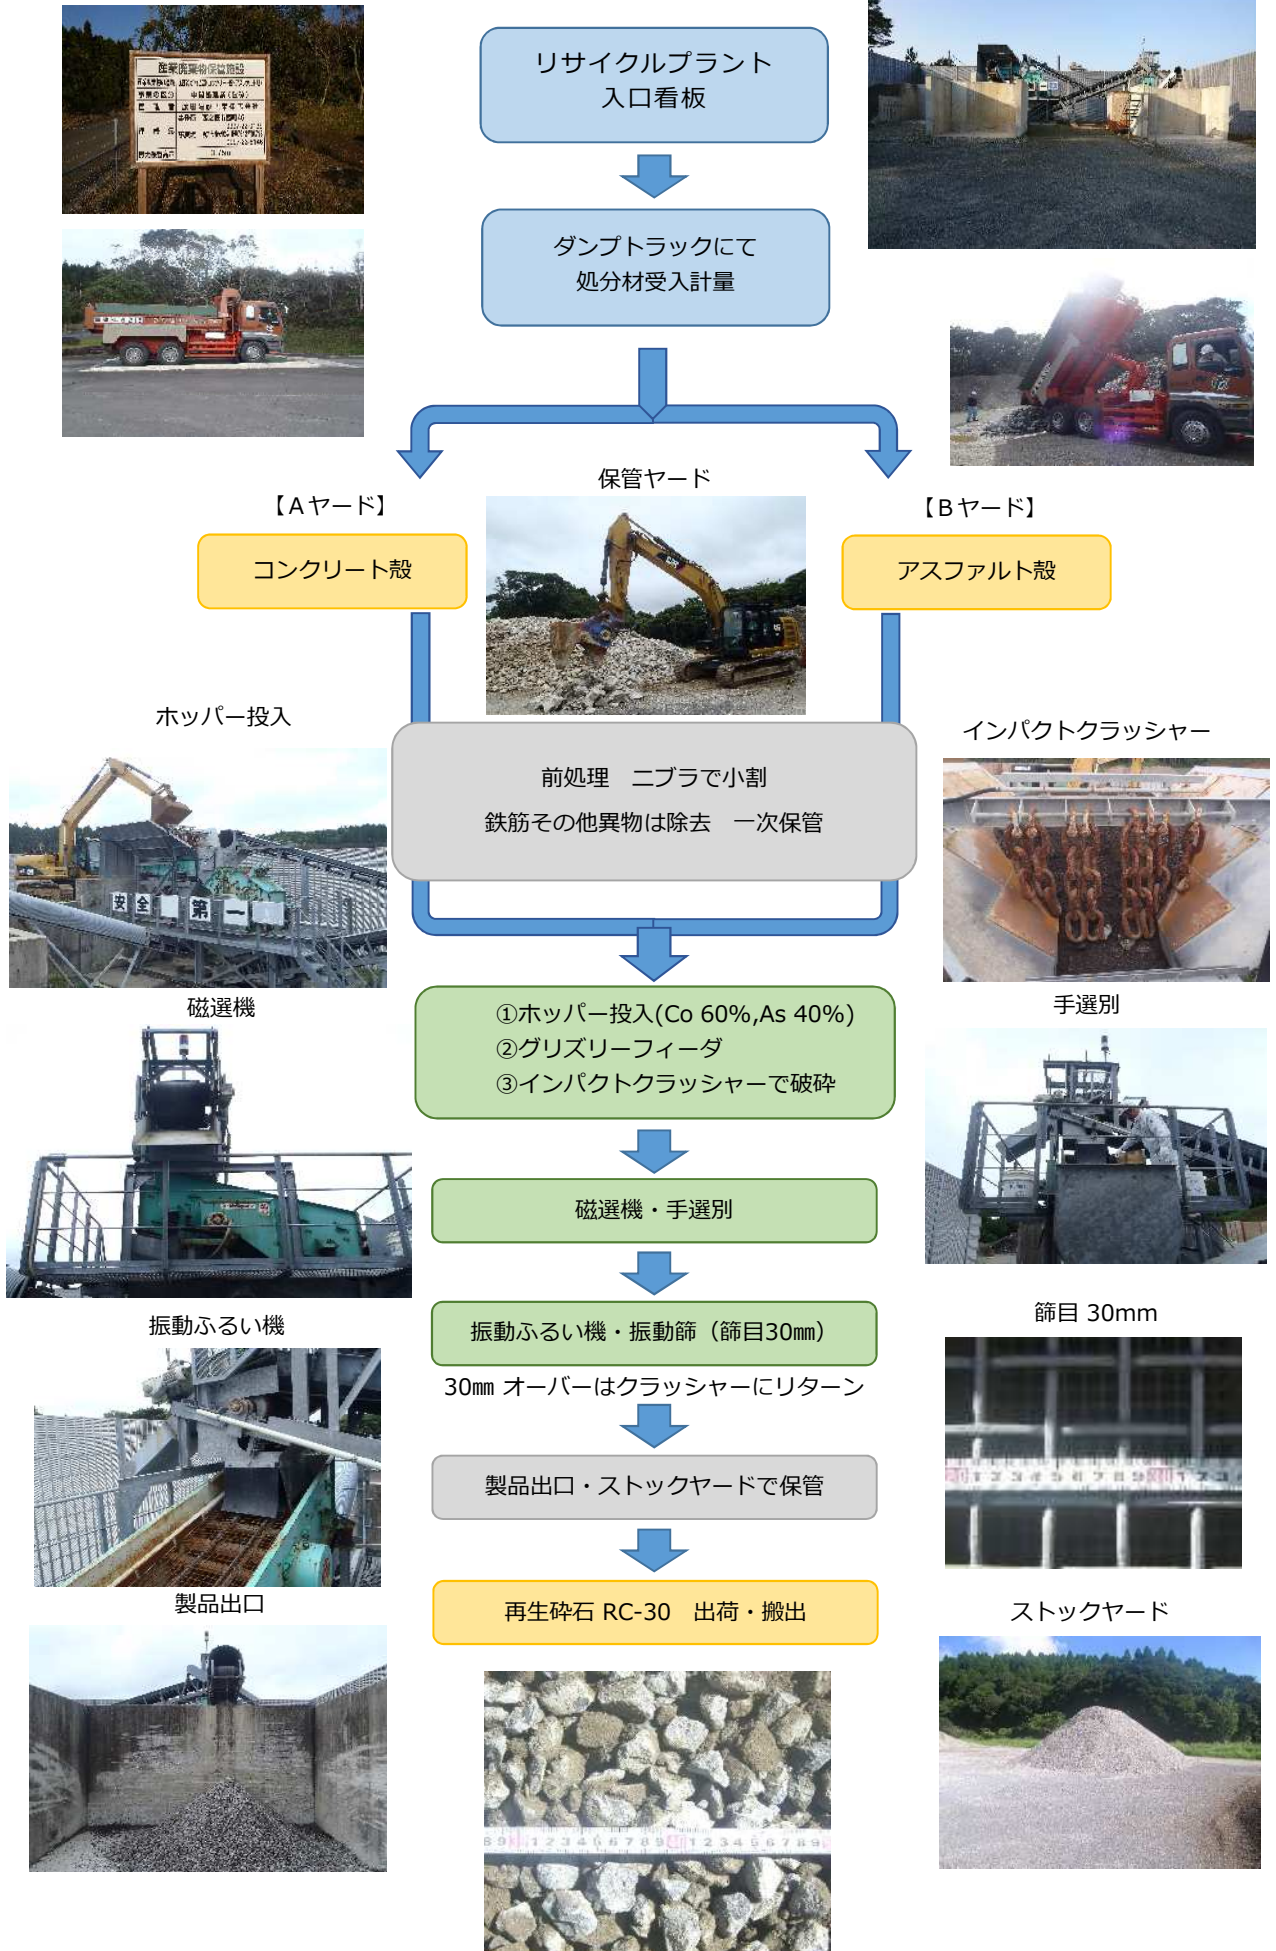 産業廃棄物保管施設
リサイクルプラント
入口看板
ダンプトラックにて
処分材受入計量
保管ヤード
【Aヤード】
【Bヤード】
コンクリート殻
アスファルト殻
ホッパー投入
インパクトクラッシャー
前処理　ニブラで小割
鉄筋その他異物は除去　一次保管
安全第一
磁選機
手選別
①ホッパー投入(Co 60%,As 40%)
②グリズリーフィーダ
③インパクトクラッシャーで破砕
磁選機・手選別
振動ふるい機
篩目 30mm
振動ふるい機・振動篩（篩目30㎜）
30㎜ オーバーはクラッシャーにリターン
製品出口・ストックヤードで保管
製品出口
ストックヤード
再生砕石 RC-30　出荷・搬出